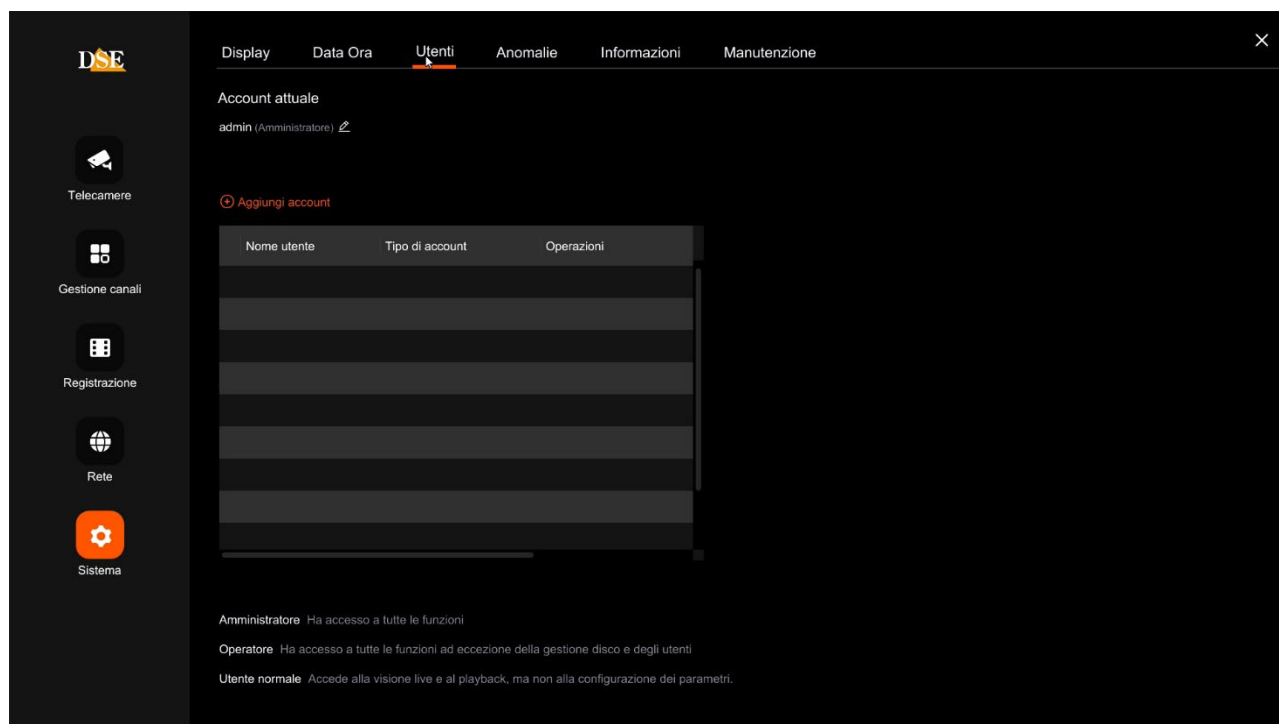 DSE
Display Data Ora Utenti Anomalie Informazioni Manutenzione
Account attuale
admin (Amministratore)
Telecamere
Aggiungi account
Nome utente Tipo di account Operazioni
Gestione canali
Registrazione
Rete
Sistema
Amministratore Ha accesso a tutte le funzioni
Operatore Ha accesso a tutte le funzioni ad eccezione della gestione disco e degli utenti
Utente normale Accede alla visione live e al playback, ma non alla configurazione dei parametri.